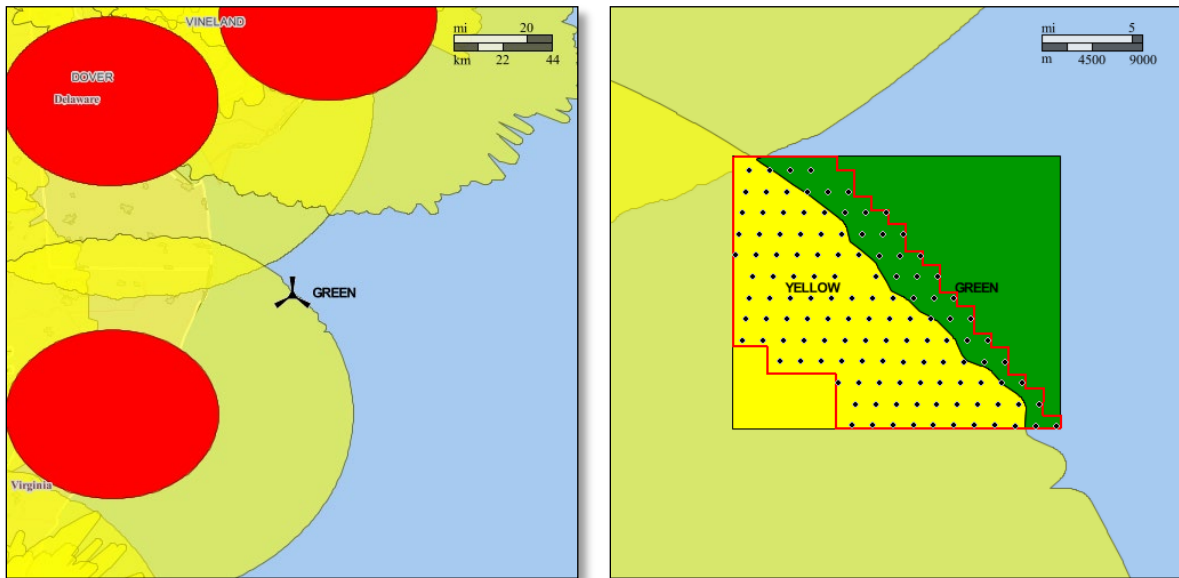 VINELAND
mi 20
km 22 44
DOVER
Delaware
GREEN
Virginia
mi 5
m 4500 9000
YELLOW GREEN